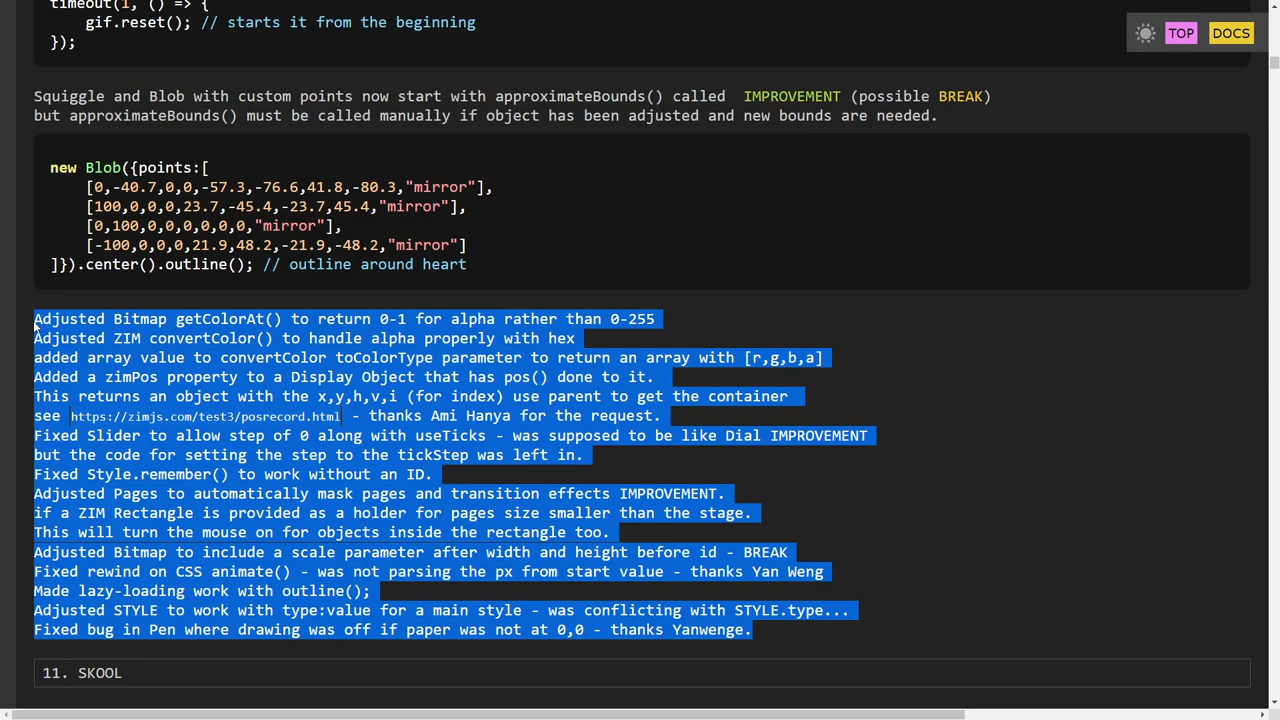 timeout(1, () => {
gif.reset(); // starts it from the beginning
});
TOP
DOCS
Squiggle and Blob with custom points now start with approximateBounds() called IMPROVEMENT (possible BREAK)
but approximateBounds() must be called manually if object has been adjusted and new bounds are needed.
new Blob({points:[
[0,-40.7,0,0,-57.3,-76.6,41.8,-80.3,"mirror"],
[100,0,0,0,23.7,-45.4,-23.7,45.4,"mirror"],
[0,100,0,0,0,0,0,0,"mirror"],
[-100,0,0,0,21.9,48.2,-21.9,-48.2,"mirror"]
]}).center().outline(); // outline around heart
Adjusted Bitmap getColorAt() to return 0-1 for alpha rather than 0-255
Adjusted ZIM convertColor() to handle alpha properly with hex
added array value to convertColor toColorType parameter to return an array with [r,g,b,a]
Added a zimPos property to a Display Object that has pos() done to it.
This returns an object with the x,y,h,v,i (for index) use parent to get the container
see https://zimjs.com/test3/posrecord.html - thanks Ami Hanya for the request.
Fixed Slider to allow step of 0 along with useTicks - was supposed to be like Dial IMPROVEMENT
but the code for setting the step to the tickStep was left in.
Fixed Style.remember() to work without an ID.
Adjusted Pages to automatically mask pages and transition effects IMPROVEMENT.
if a ZIM Rectangle is provided as a holder for pages size smaller than the stage.
This will turn the mouse on for objects inside the rectangle too.
Adjusted Bitmap to include a scale parameter after width and height before id - BREAK
Fixed rewind on CSS animate() - was not parsing the px from start value - thanks Yan Weng
Made lazy-loading work with outline();
Adjusted STYLE to work with type:value for a main style - was conflicting with STYLE.type...
Fixed bug in Pen where drawing was off if paper was not at 0,0 - thanks Yanwenge.
11. SKOOL